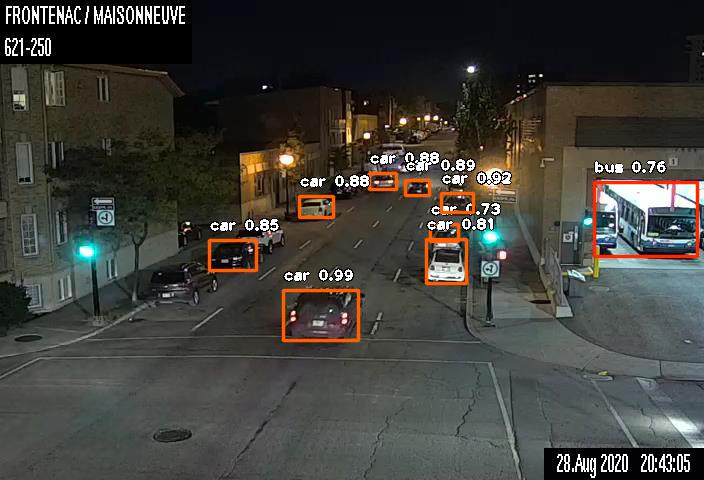 FRONTENAC / MAISONNEUVE
621-250
car 0.88
car 0.89
car 0.88
car 0.92
bus 0.76
car 0.73
car 0.81
car 0.85
car 0.99
28.Aug 2020 20:43:05